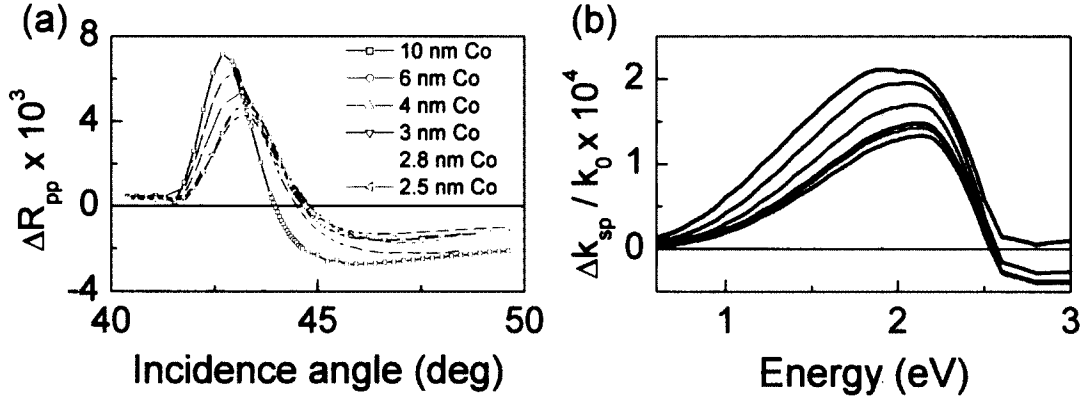 (a)
8
4
0
-4
ΔR_pp x 10^3
10 nm Co
6 nm Co
4 nm Co
3 nm Co
2.8 nm Co
2.5 nm Co
40
45
50
Incidence angle (deg)
(b)
2
1
0
Δk_sp / k_0 x 10^4
1
2
3
Energy (eV)